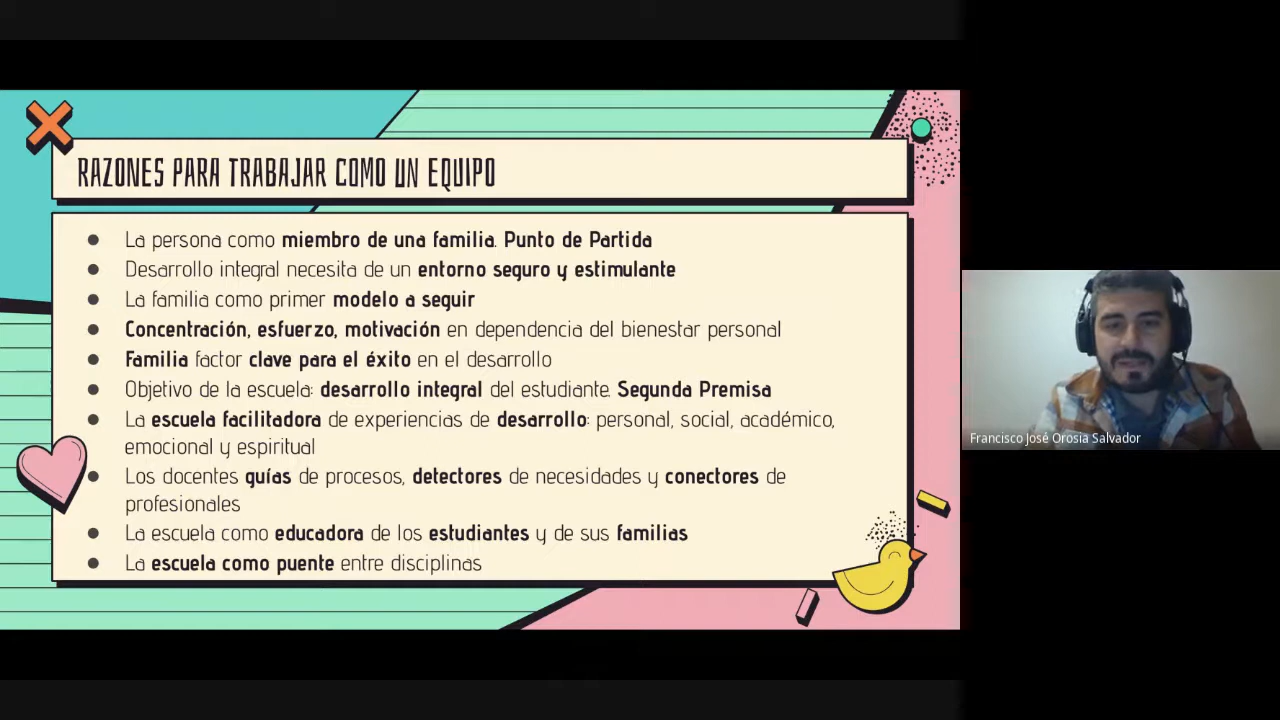 RAZONES PARA TRABAJAR COMO UN EQUIPO
● La persona como miembro de una familia. Punto de Partida
● Desarrollo integral necesita de un entorno seguro y estimulante
● La familia como primer modelo a seguir
● Concentración, esfuerzo, motivación en dependencia del bienestar personal
● Familia factor clave para el éxito en el desarrollo
● Objetivo de la escuela: desarrollo integral del estudiante. Segunda Premisa
● La escuela facilitadora de experiencias de desarrollo: personal, social, académico,
emocional y espiritual
● Los docentes guías de procesos, detectores de necesidades y conectores de
profesionales
● La escuela como educadora de los estudiantes y de sus familias
● La escuela como puente entre disciplinas
Francisco José Orosia Salvador